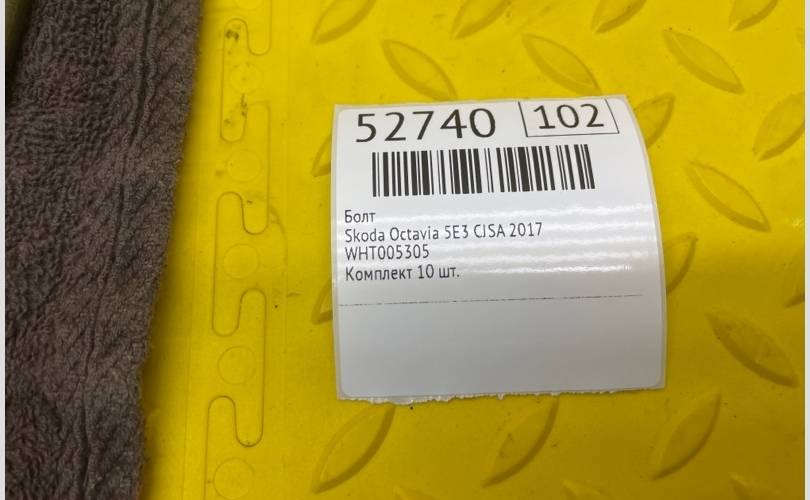 52740 102
Болт
Skoda Octavia 5E3 CJSA 2017
WHT005305
Комплект 10 шт.